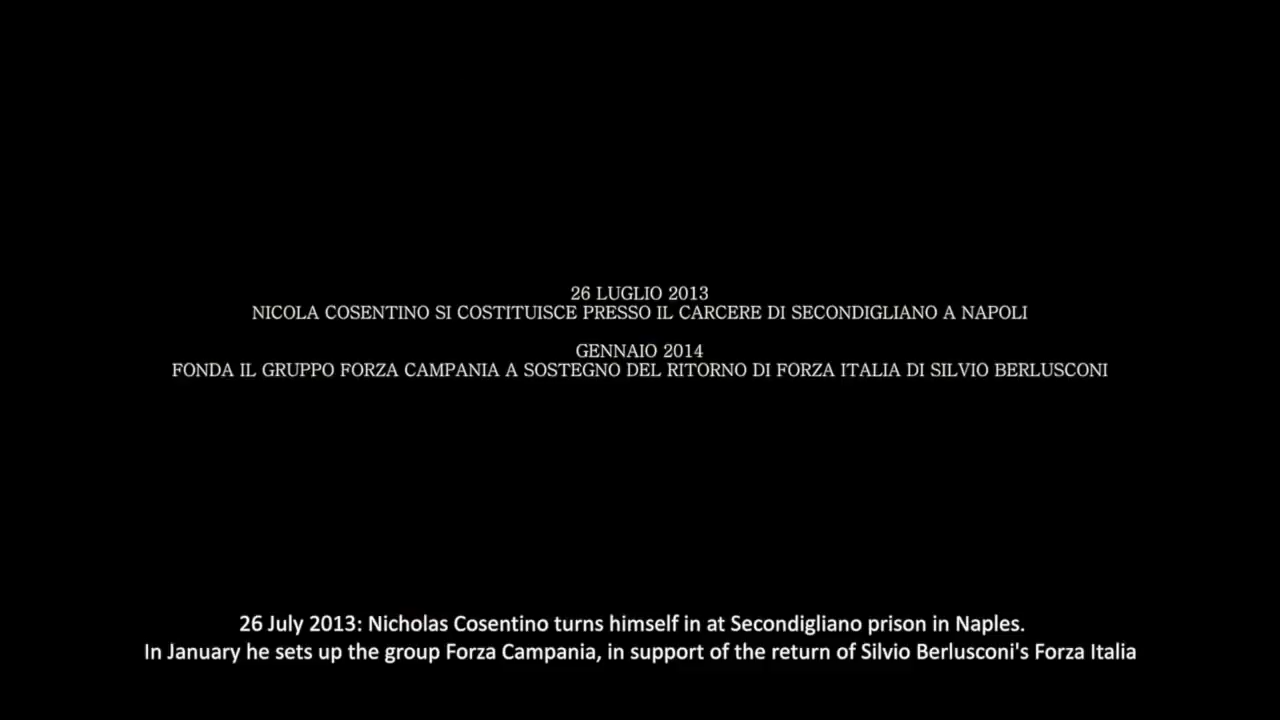 26 LUGLIO 2013
NICOLA COSENTINO SI COSTITUISCE PRESSO IL CARCERE DI SECONDIGLIANO A NAPOLI
GENNAIO 2014
FONDA IL GRUPPO FORZA CAMPANIA A SOSTEGNO DEL RITORNO DI FORZA ITALIA DI SILVIO BERLUSCONI
26 July 2013: Nicholas Cosentino turns himself in at Secondigliano prison in Naples.
In January he sets up the group Forza Campania, in support of the return of Silvio Berlusconi's Forza Italia